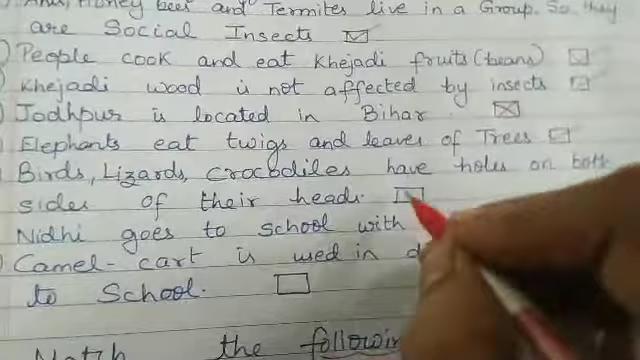 Ants, Honey bees and Termites live in a Group. So they
are Social Insects ☑
People cook and eat Khejadi fruits (beans) ☑
Khejadi wood is not affected by insects ☑
Jodhpur is located in Bihar. ☒
Elephants eat twigs and leaves of Trees ☑
Birds, Lizards, Crocodiles have holes on both
sides of their heads.
Nidhi goes to School with
Camel-cart is used in
to School. ☐
Match the following